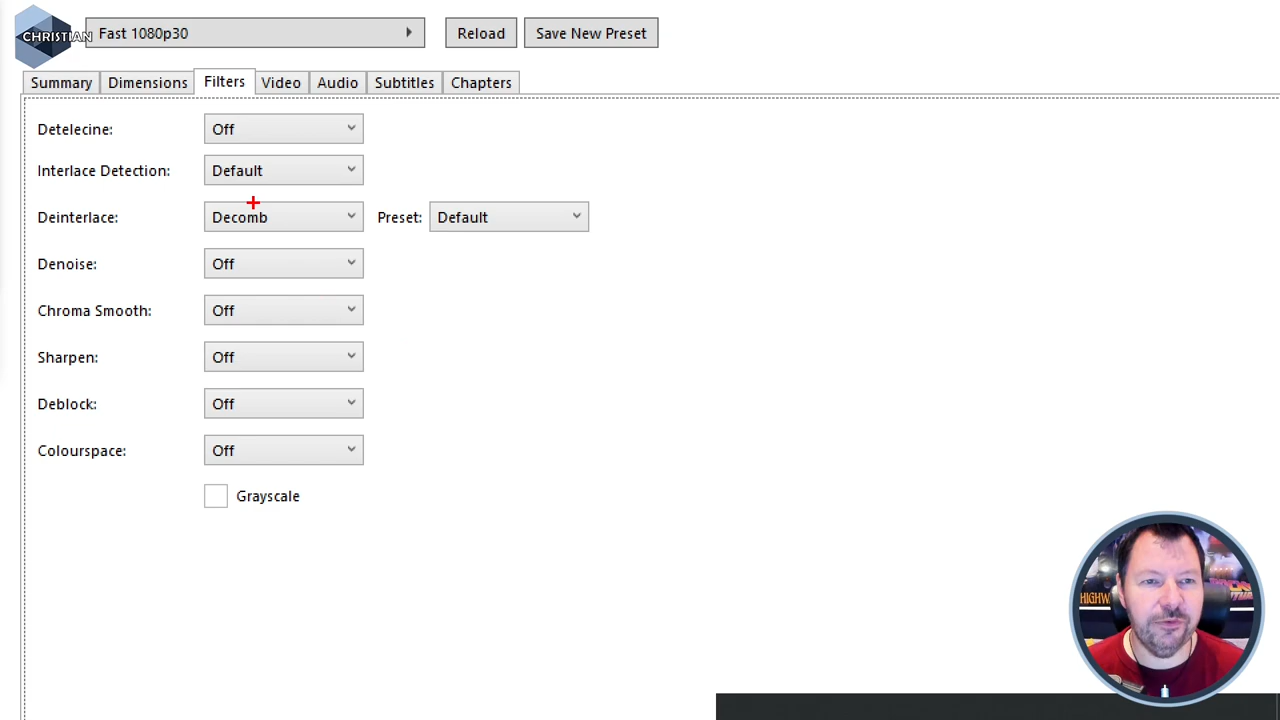 CHRISTIAN
Fast 1080p30 Reload Save New Preset
Summary Dimensions Filters Video Audio Subtitles Chapters
Detelecine: Off
Interlace Detection: Default
Deinterlace: Decomb Preset: Default
Denoise: Off
Chroma Smooth: Off
Sharpen: Off
Deblock: Off
Colourspace: Off
Grayscale